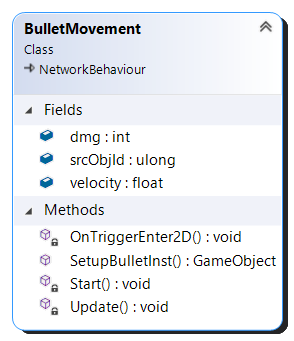 BulletMovement
Class
NetworkBehaviour
Fields
dmg : int
srcObjId : ulong
velocity : float
Methods
OnTriggerEnter2D() : void
SetupBulletInst() : GameObject
Start() : void
Update() : void